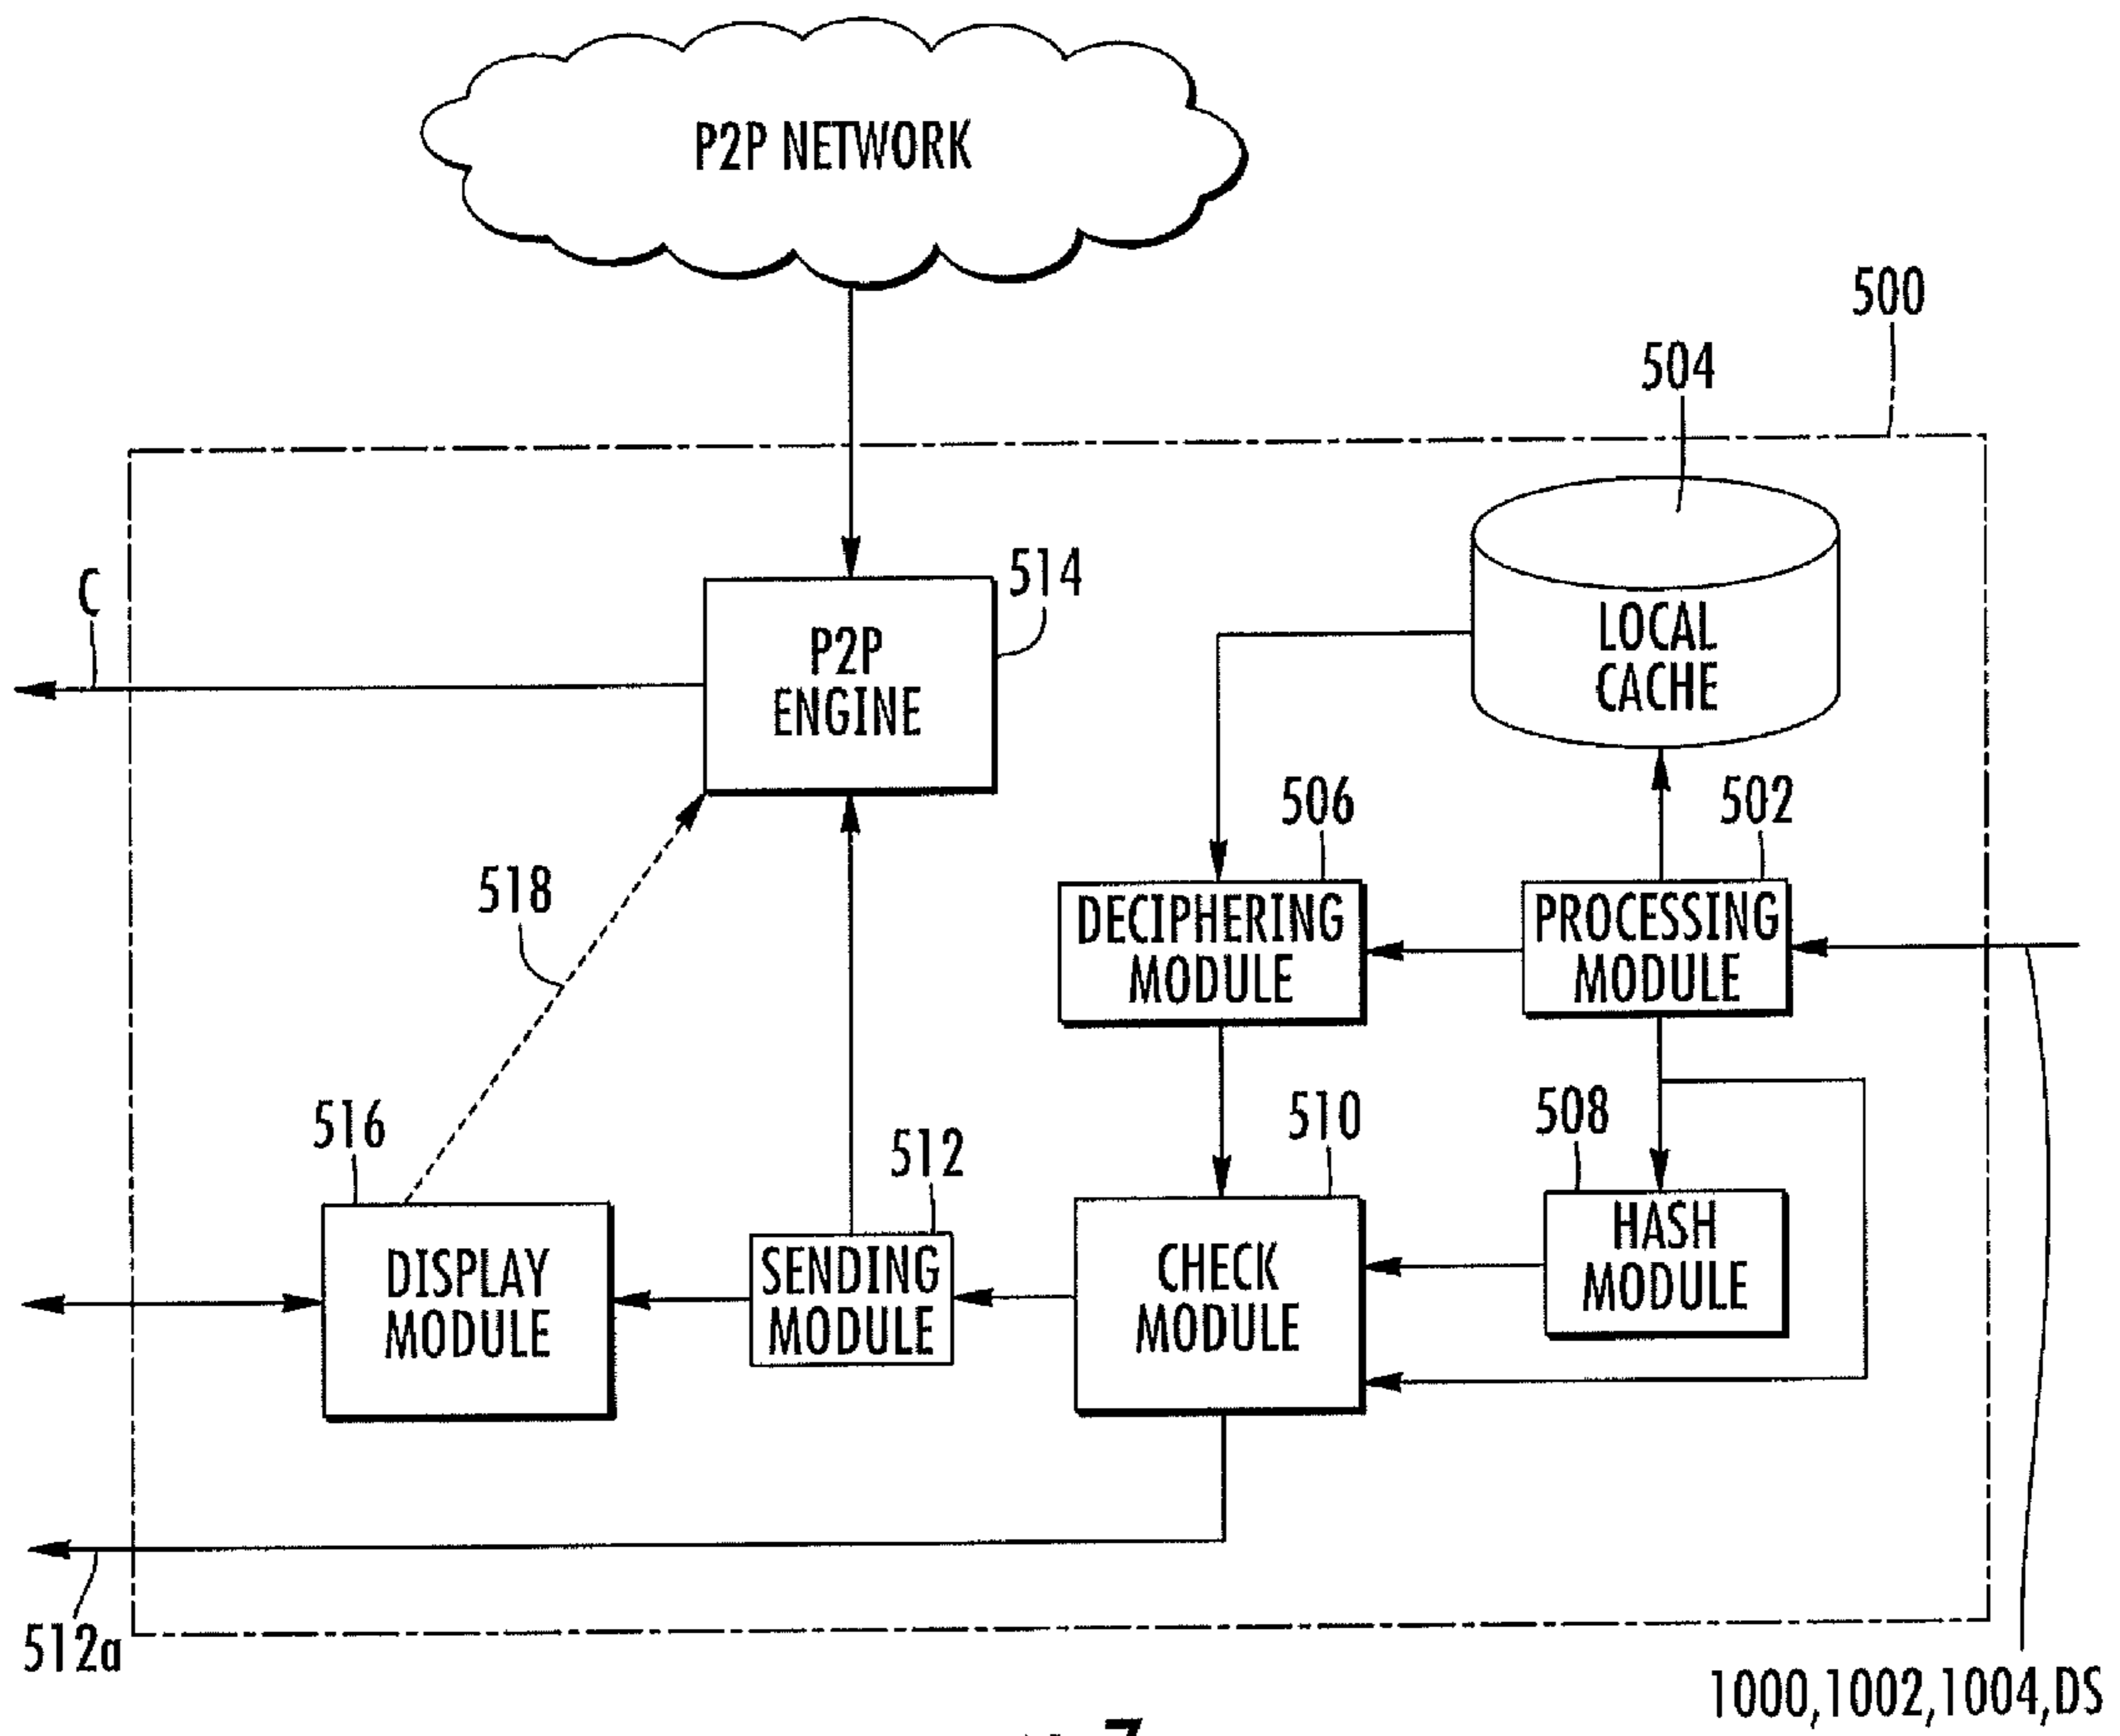 P2P NETWORK
500
504
C
514
P2P
ENGINE
LOCAL
CACHE
506
502
518
DECIPHERING
MODULE
PROCESSING
MODULE
516
512
510
508
DISPLAY
MODULE
SENDING
MODULE
CHECK
MODULE
HASH
MODULE
512a
1000,1002,1004,DS